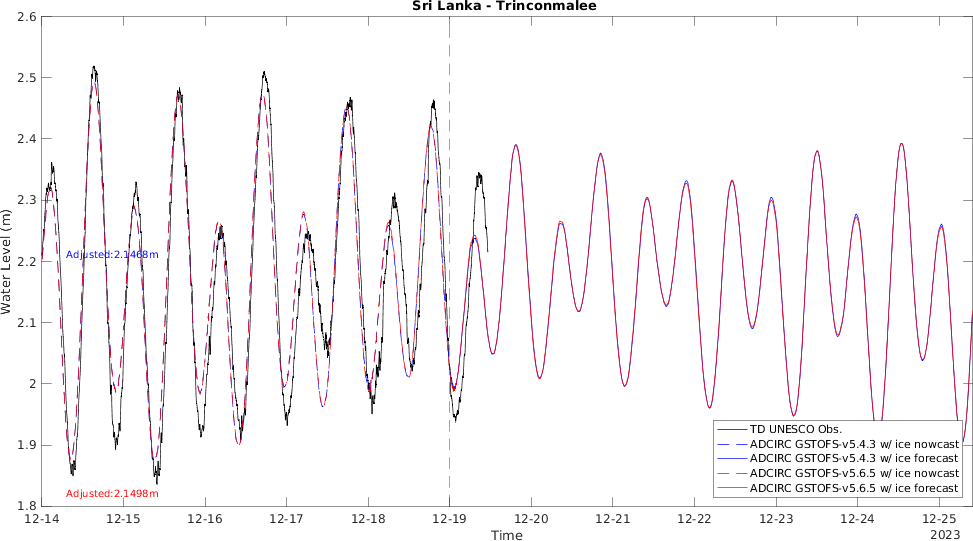 Sri Lanka - Trinconmalee
2.6
2.5
2.4
2.3
2.2
2.1
2
1.9
1.8
Water Level (m)
Adjusted:2.1468m
Adjusted:2.1498m
TD UNESCO Obs.
ADCIRC GSTOFS-v5.4.3 w/ ice nowcast
ADCIRC GSTOFS-v5.4.3 w/ ice forecast
ADCIRC GSTOFS-v5.6.5 w/ ice nowcast
ADCIRC GSTOFS-v5.6.5 w/ ice forecast
12-14 12-15 12-16 12-17 12-18 12-19 12-20 12-21 12-22 12-23 12-24 12-25
Time
2023